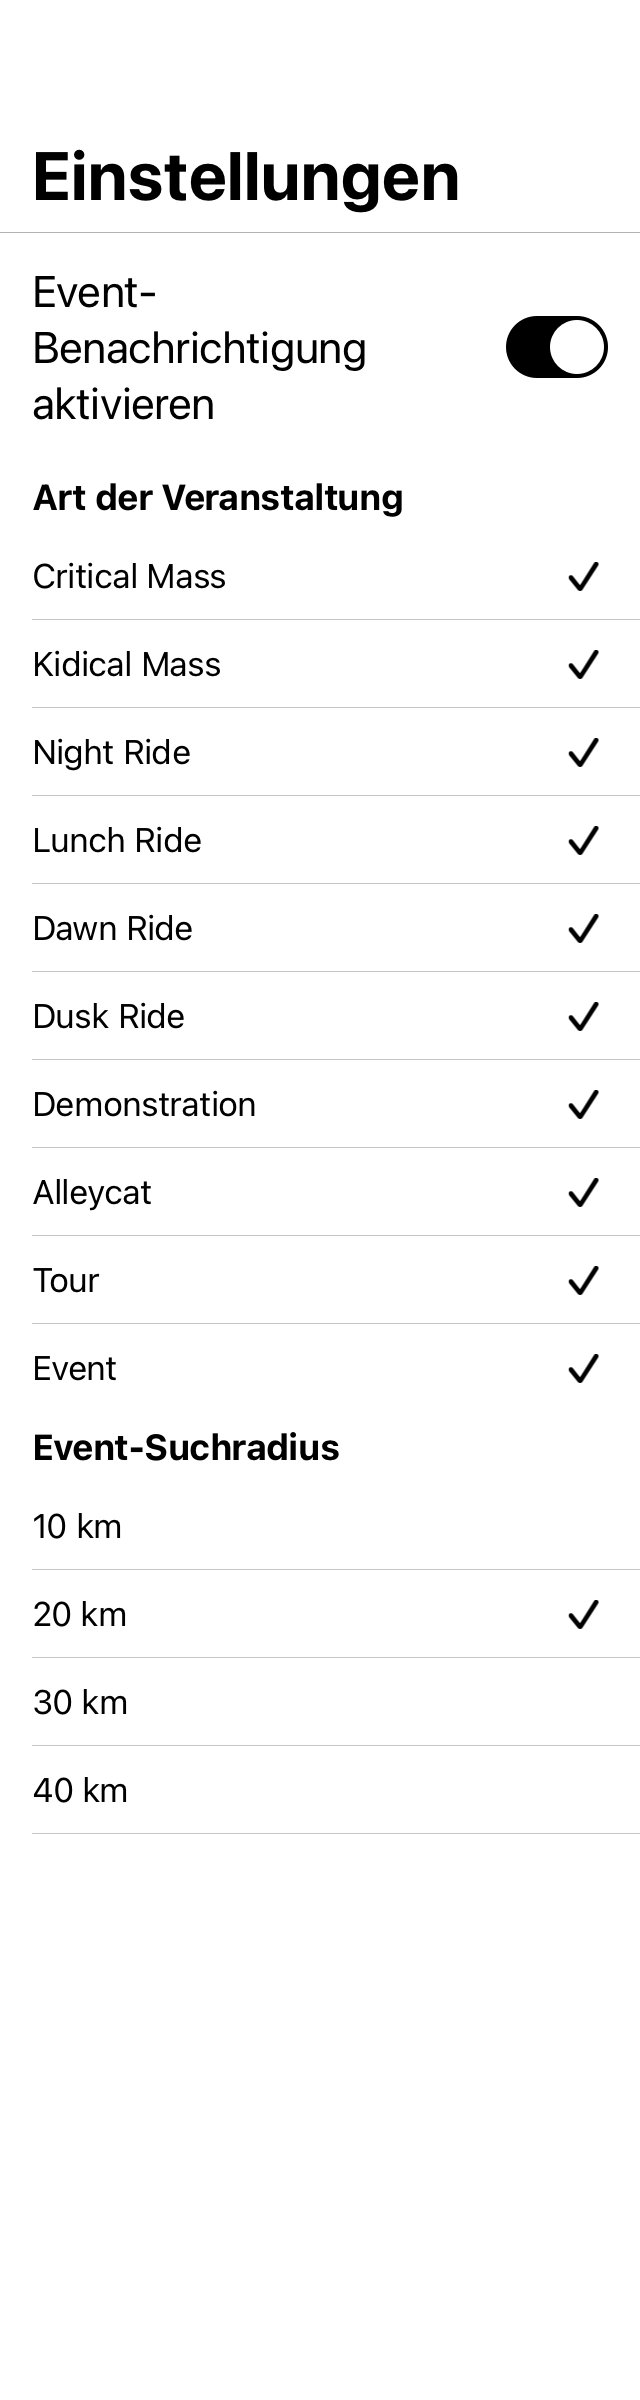 Einstellungen
Event-
Benachrichtigung
aktivieren
Art der Veranstaltung
Critical Mass
Kidical Mass
Night Ride
Lunch Ride
Dawn Ride
Dusk Ride
Demonstration
Alleycat
Tour
Event
Event-Suchradius
10 km
20 km
30 km
40 km